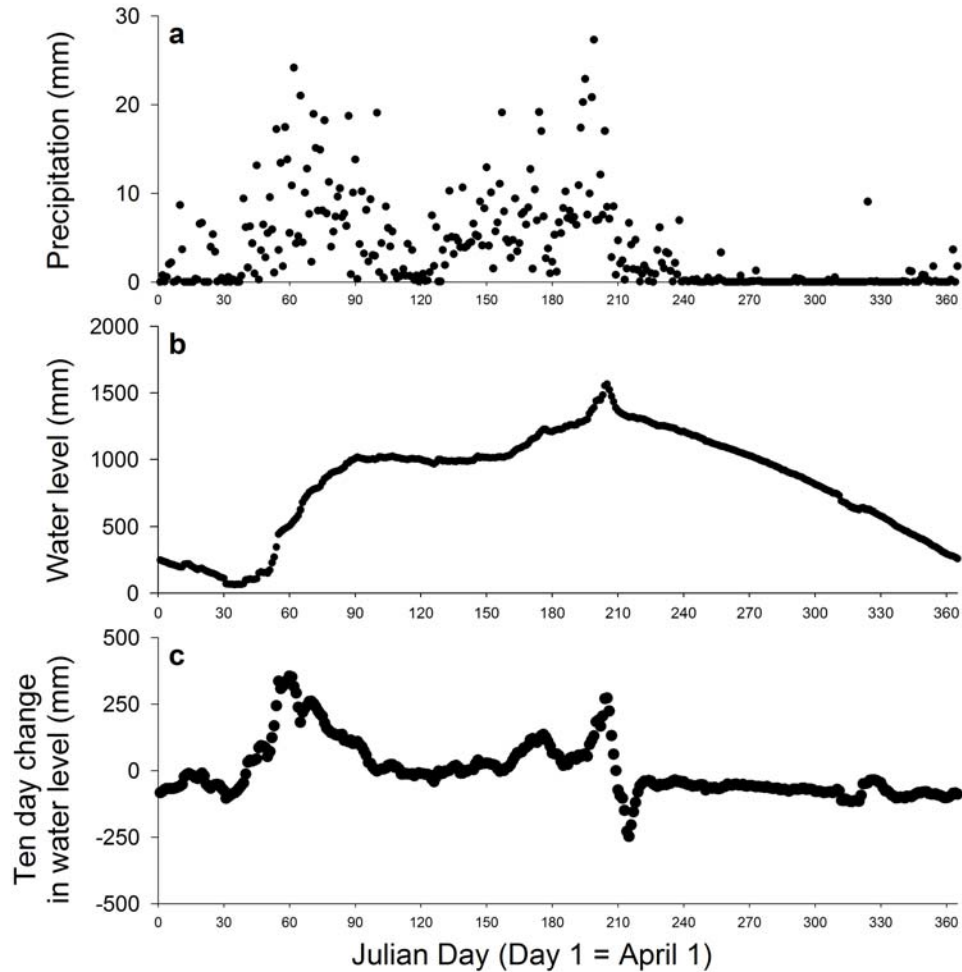 a
Precipitation (mm)
30
20
10
0
0 30 60 90 120 150 180 210 240 270 300 330 360
b
Water level (mm)
2000
1500
1000
500
0
0 30 60 90 120 150 180 210 240 270 300 330 360
c
Ten day change
in water level (mm)
500
250
0
-250
-500
0 30 60 90 120 150 180 210 240 270 300 330 360
Julian Day (Day 1 = April 1)